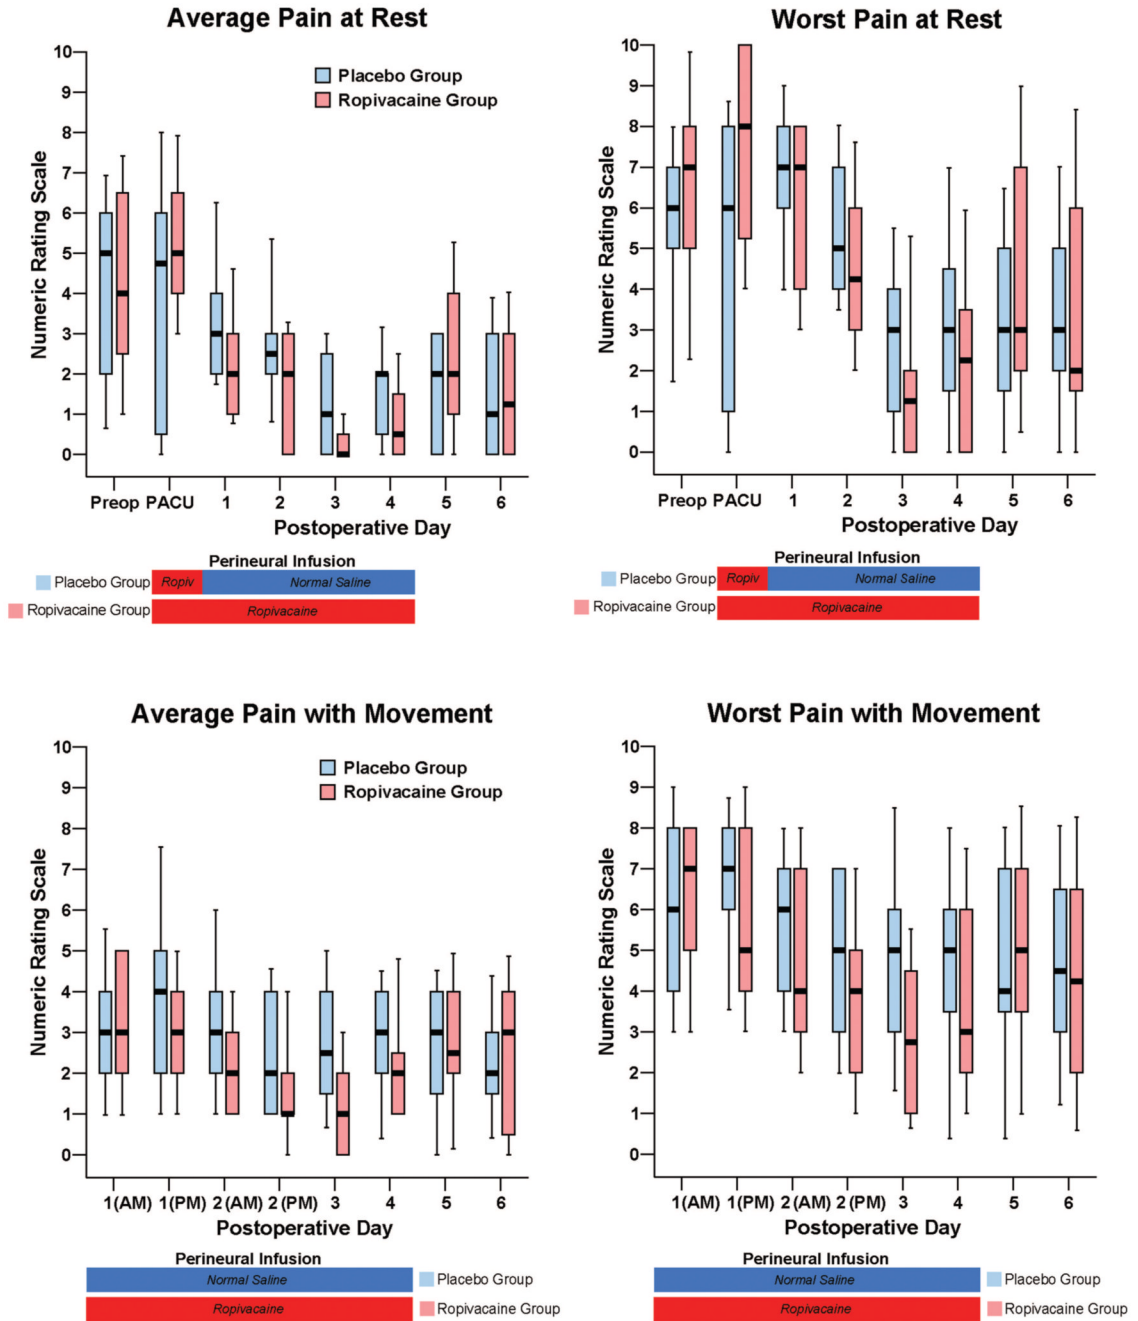 Average Pain at Rest
10
9
8
7
6
5
4
3
2
1
0
Numeric Rating Scale
Placebo Group
Ropivacaine Group
Preop PACU 1 2 3 4 5 6
Postoperative Day
Perineural Infusion
Placebo Group Ropiv Normal Saline
Ropivacaine Group Ropivacaine
Worst Pain at Rest
10
9
8
7
6
5
4
3
2
1
0
Numeric Rating Scale
Preop PACU 1 2 3 4 5 6
Postoperative Day
Perineural Infusion
Placebo Group Ropiv Normal Saline
Ropivacaine Group Ropivacaine
Average Pain with Movement
10
9
8
7
6
5
4
3
2
1
0
Numeric Rating Scale
Placebo Group
Ropivacaine Group
1(AM) 1(PM) 2(AM) 2(PM) 3 4 5 6
Postoperative Day
Perineural Infusion
Normal Saline Placebo Group
Ropivacaine Ropivacaine Group
Worst Pain with Movement
10
9
8
7
6
5
4
3
2
1
0
Numeric Rating Scale
1(AM) 1(PM) 2(AM) 2(PM) 3 4 5 6
Postoperative Day
Perineural Infusion
Normal Saline Placebo Group
Ropivacaine Ropivacaine Group